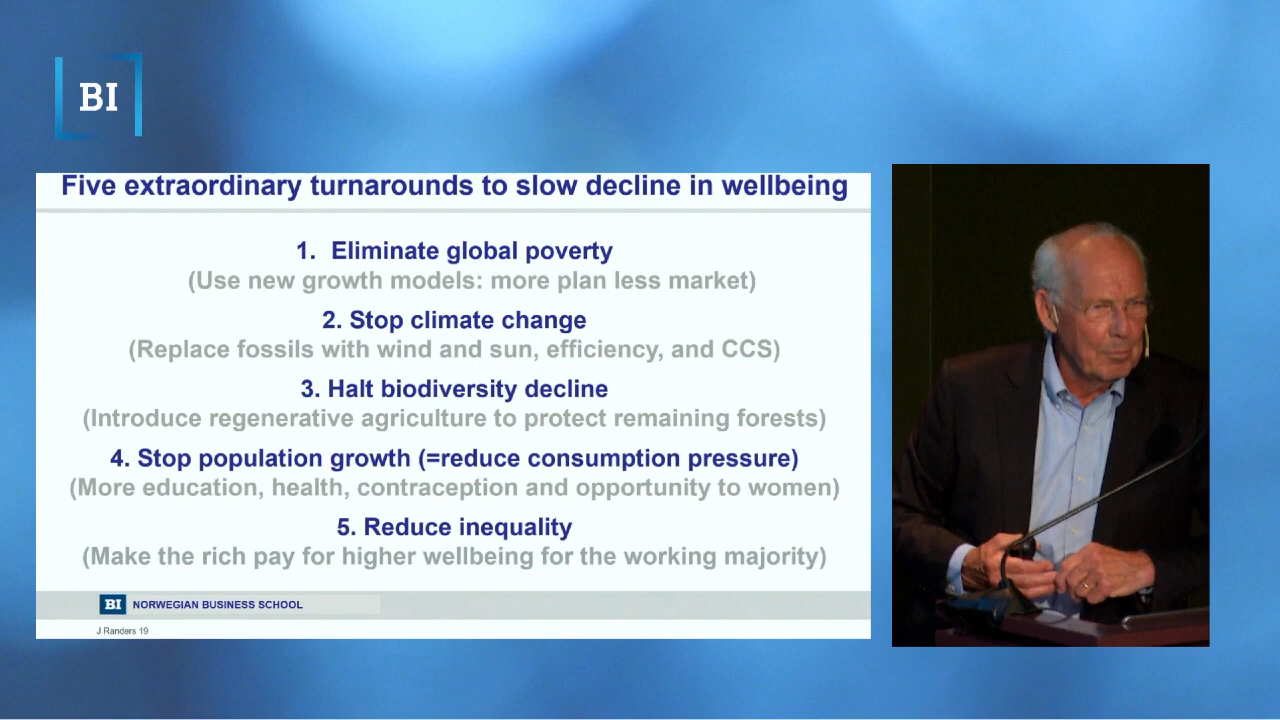 BI
Five extraordinary turnarounds to slow decline in wellbeing
1. Eliminate global poverty
(Use new growth models: more plan less market)
2. Stop climate change
(Replace fossils with wind and sun, efficiency, and CCS)
3. Halt biodiversity decline
(Introduce regenerative agriculture to protect remaining forests)
4. Stop population growth (=reduce consumption pressure)
(More education, health, contraception and opportunity to women)
5. Reduce inequality
(Make the rich pay for higher wellbeing for the working majority)
BI NORWEGIAN BUSINESS SCHOOL
J Randers 19